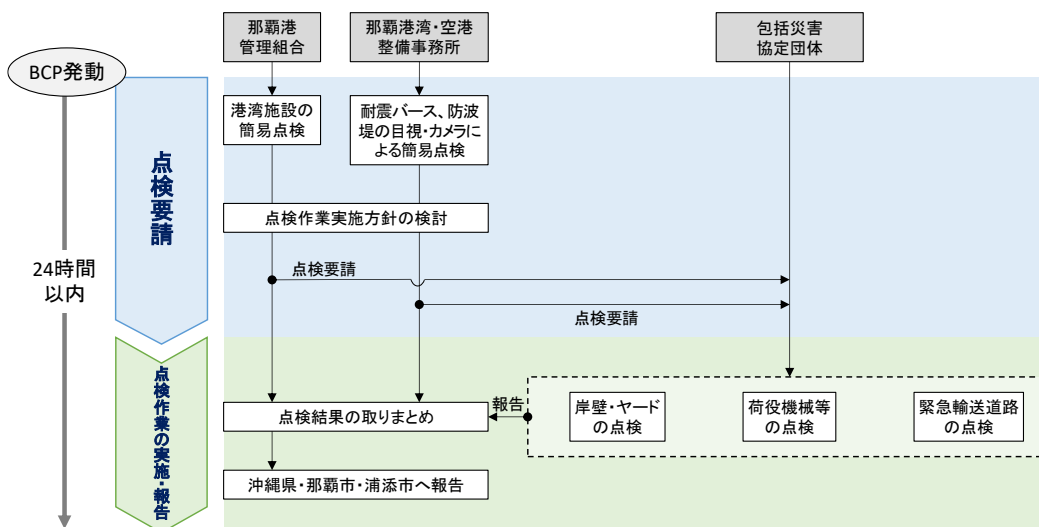 那覇港
管理組合
那覇港湾・空港
整備事務所
包括災害
協定団体
BCP発動
港湾施設の
簡易点検
耐震バース、防波
堤の目視・カメラに
よる簡易点検
点検要請
点検作業実施方針の検討
24時間
以内
点検要請
点検要請
点検作業の実施・報告
点検結果の取りまとめ
報告
岸壁・ヤード
の点検
荷役機械等
の点検
緊急輸送道路
の点検
沖縄県・那覇市・浦添市へ報告